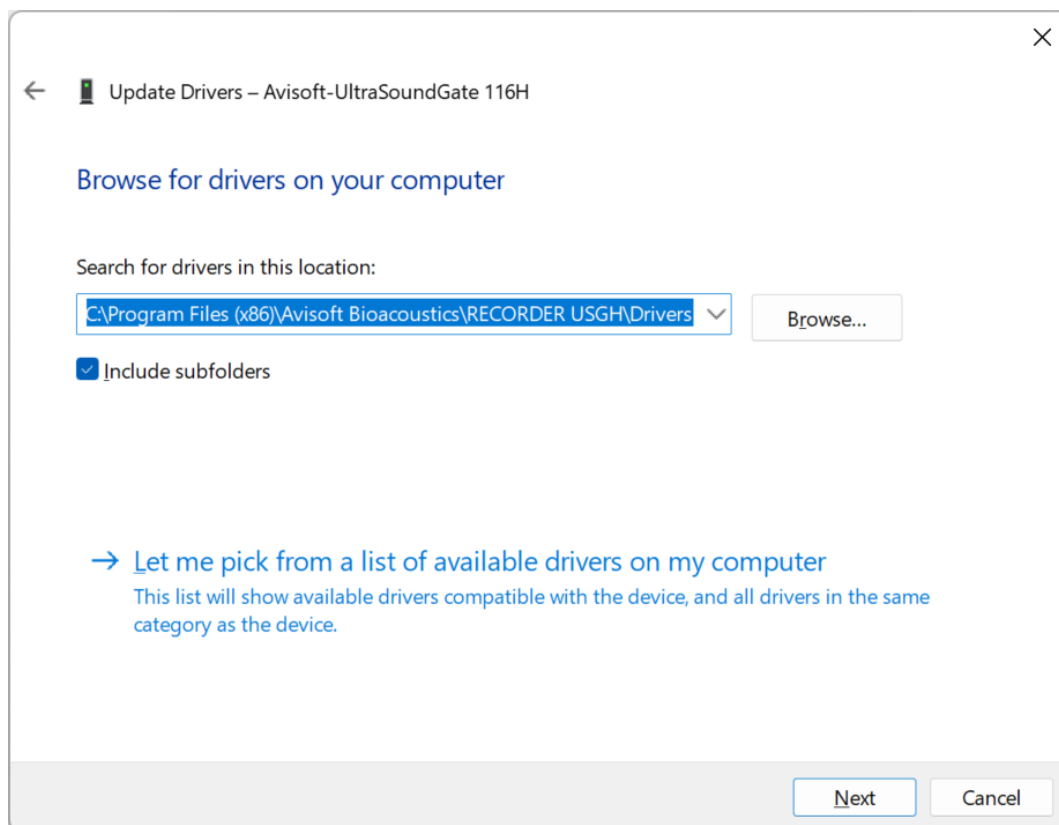 Update Drivers – Avisoft-UltraSoundGate 116H
Browse for drivers on your computer
Search for drivers in this location:
C:\Program Files (x86)\Avisoft Bioacoustics\RECORDER USGH\Drivers
Browse...
Include subfolders
Let me pick from a list of available drivers on my computer
This list will show available drivers compatible with the device, and all drivers in the same
category as the device.
Next
Cancel